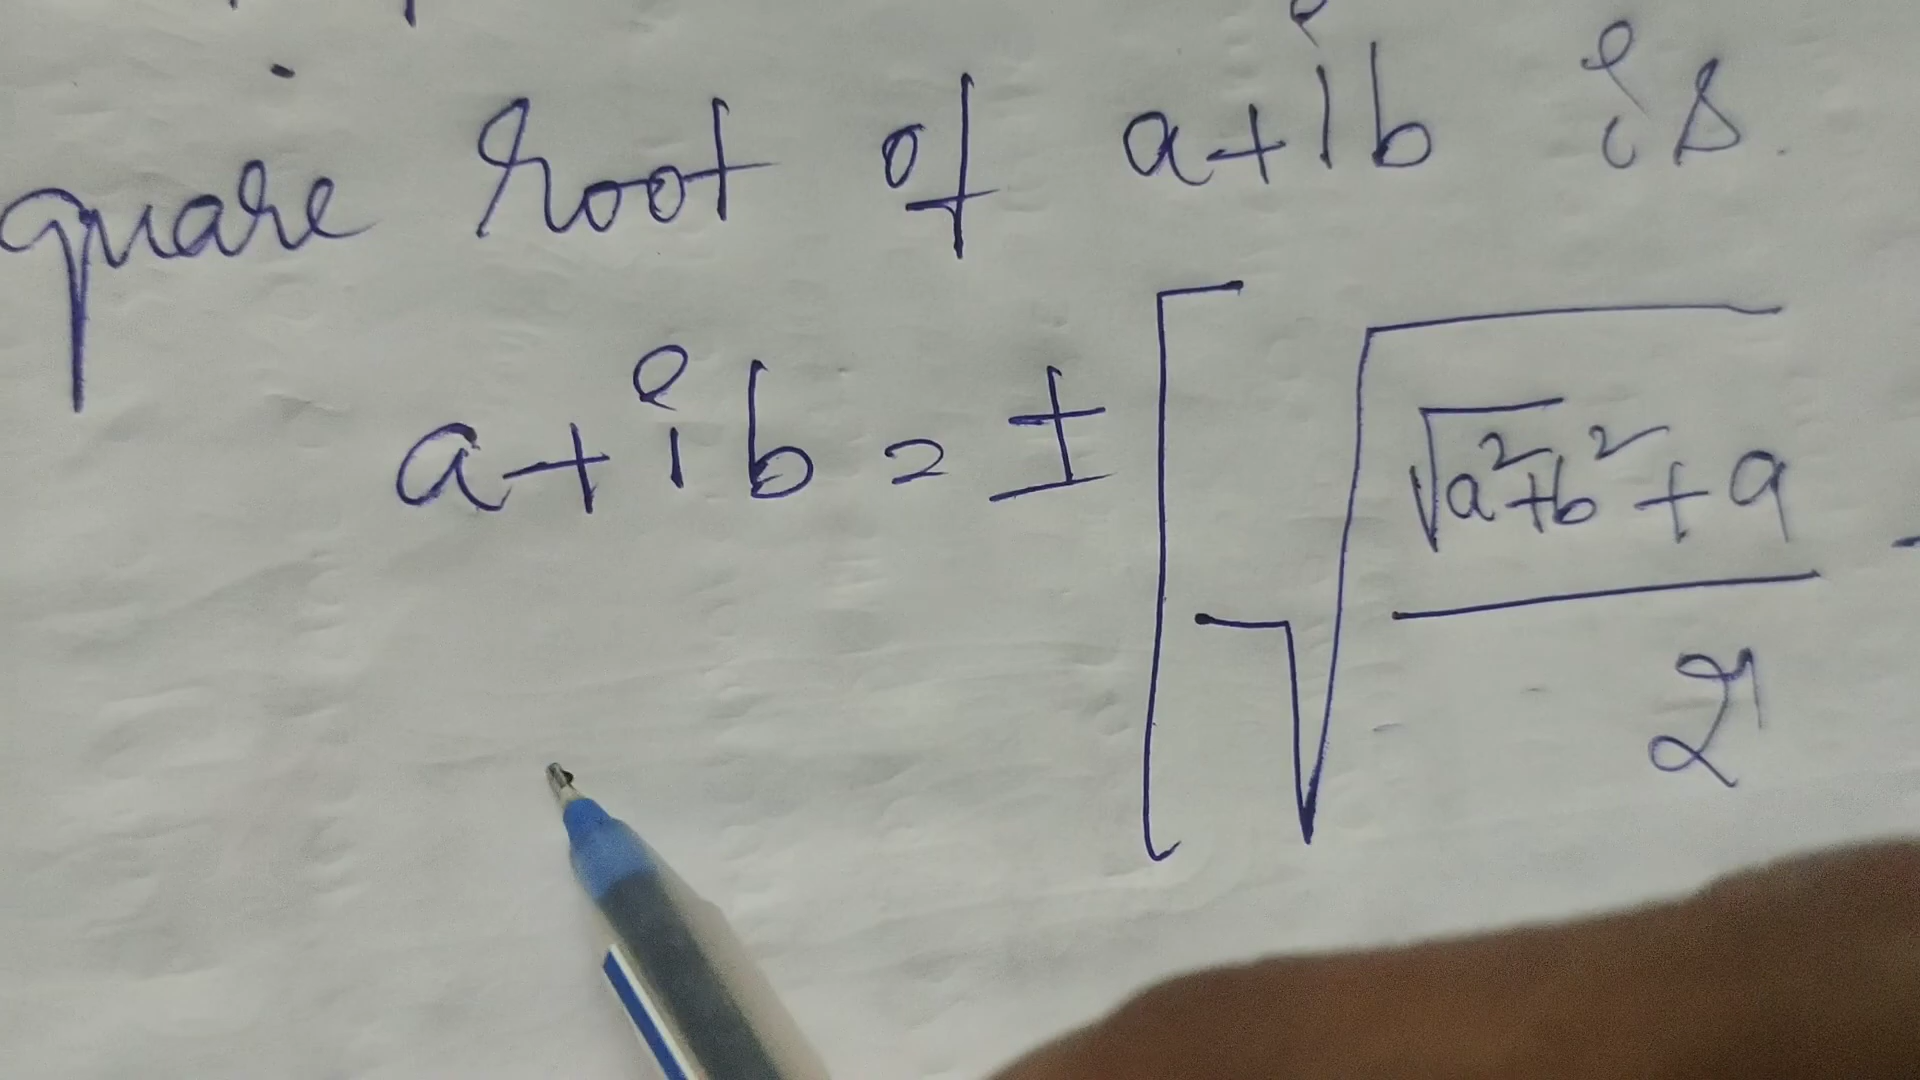 quare root of a+ib is
a+ib = ± [√((√(a²+b²)+a)/2)